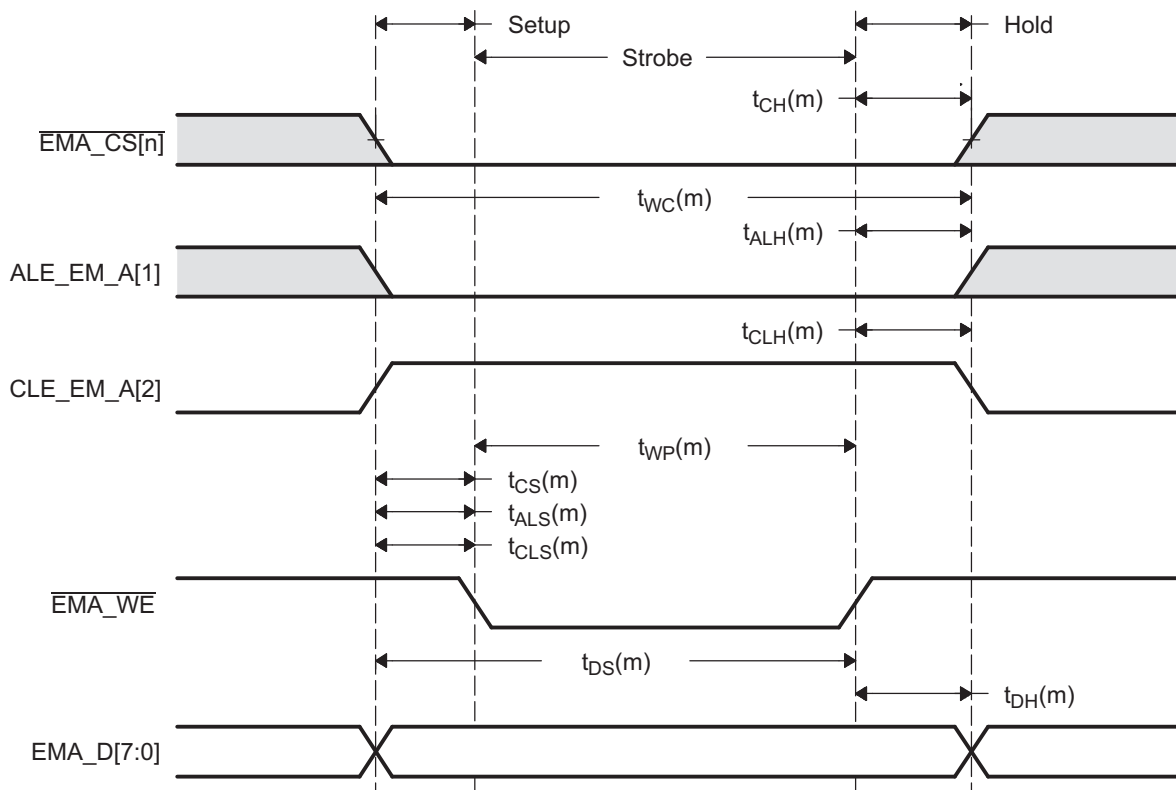 Setup
Hold
Strobe
tCH(m)
EMA_CS[n]
tWC(m)
tALH(m)
ALE_EM_A[1]
tCLH(m)
CLE_EM_A[2]
tWP(m)
tCS(m)
tALS(m)
tCLS(m)
EMA_WE
tDS(m)
tDH(m)
EMA_D[7:0]